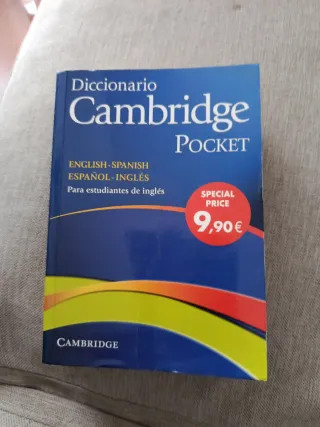 Diccionario
Cambridge
POCKET
ENGLISH-SPANISH
ESPAÑOL-INGLÉS
Para estudiantes de inglés
SPECIAL
PRICE
9,90€
CAMBRIDGE